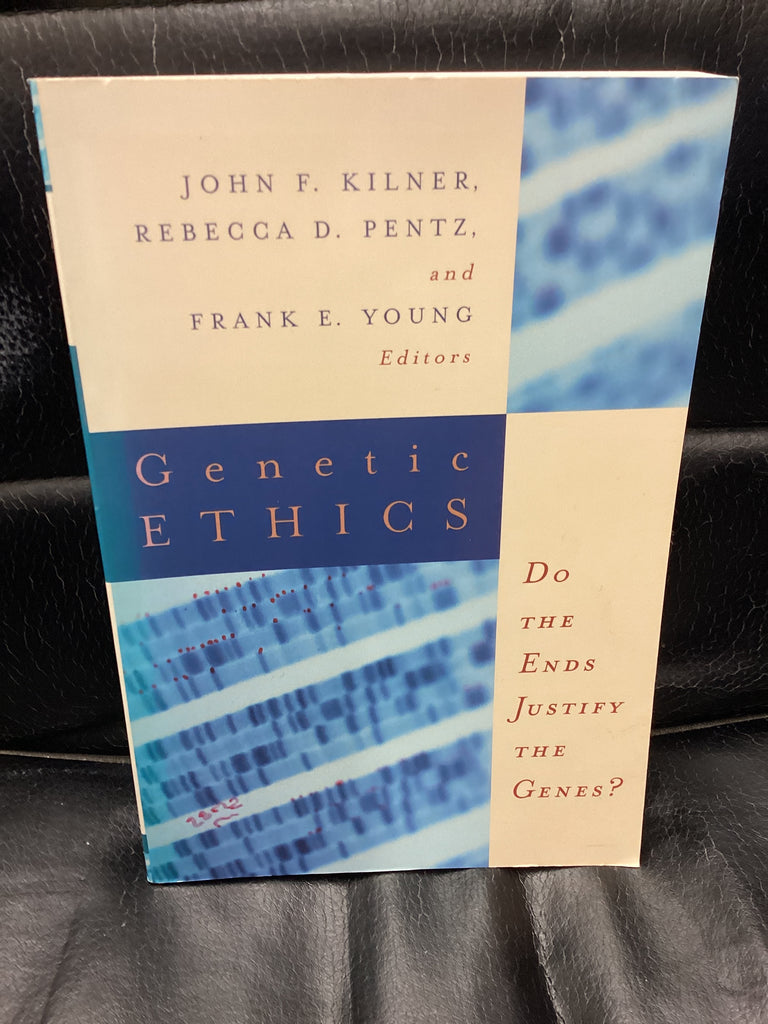 JOHN F. KILNER,
REBECCA D. PENTZ,
and
FRANK E. YOUNG
Editors
Genetic
ETHICS
Do
THE
ENDS
JUSTIFY
THE
GENES?